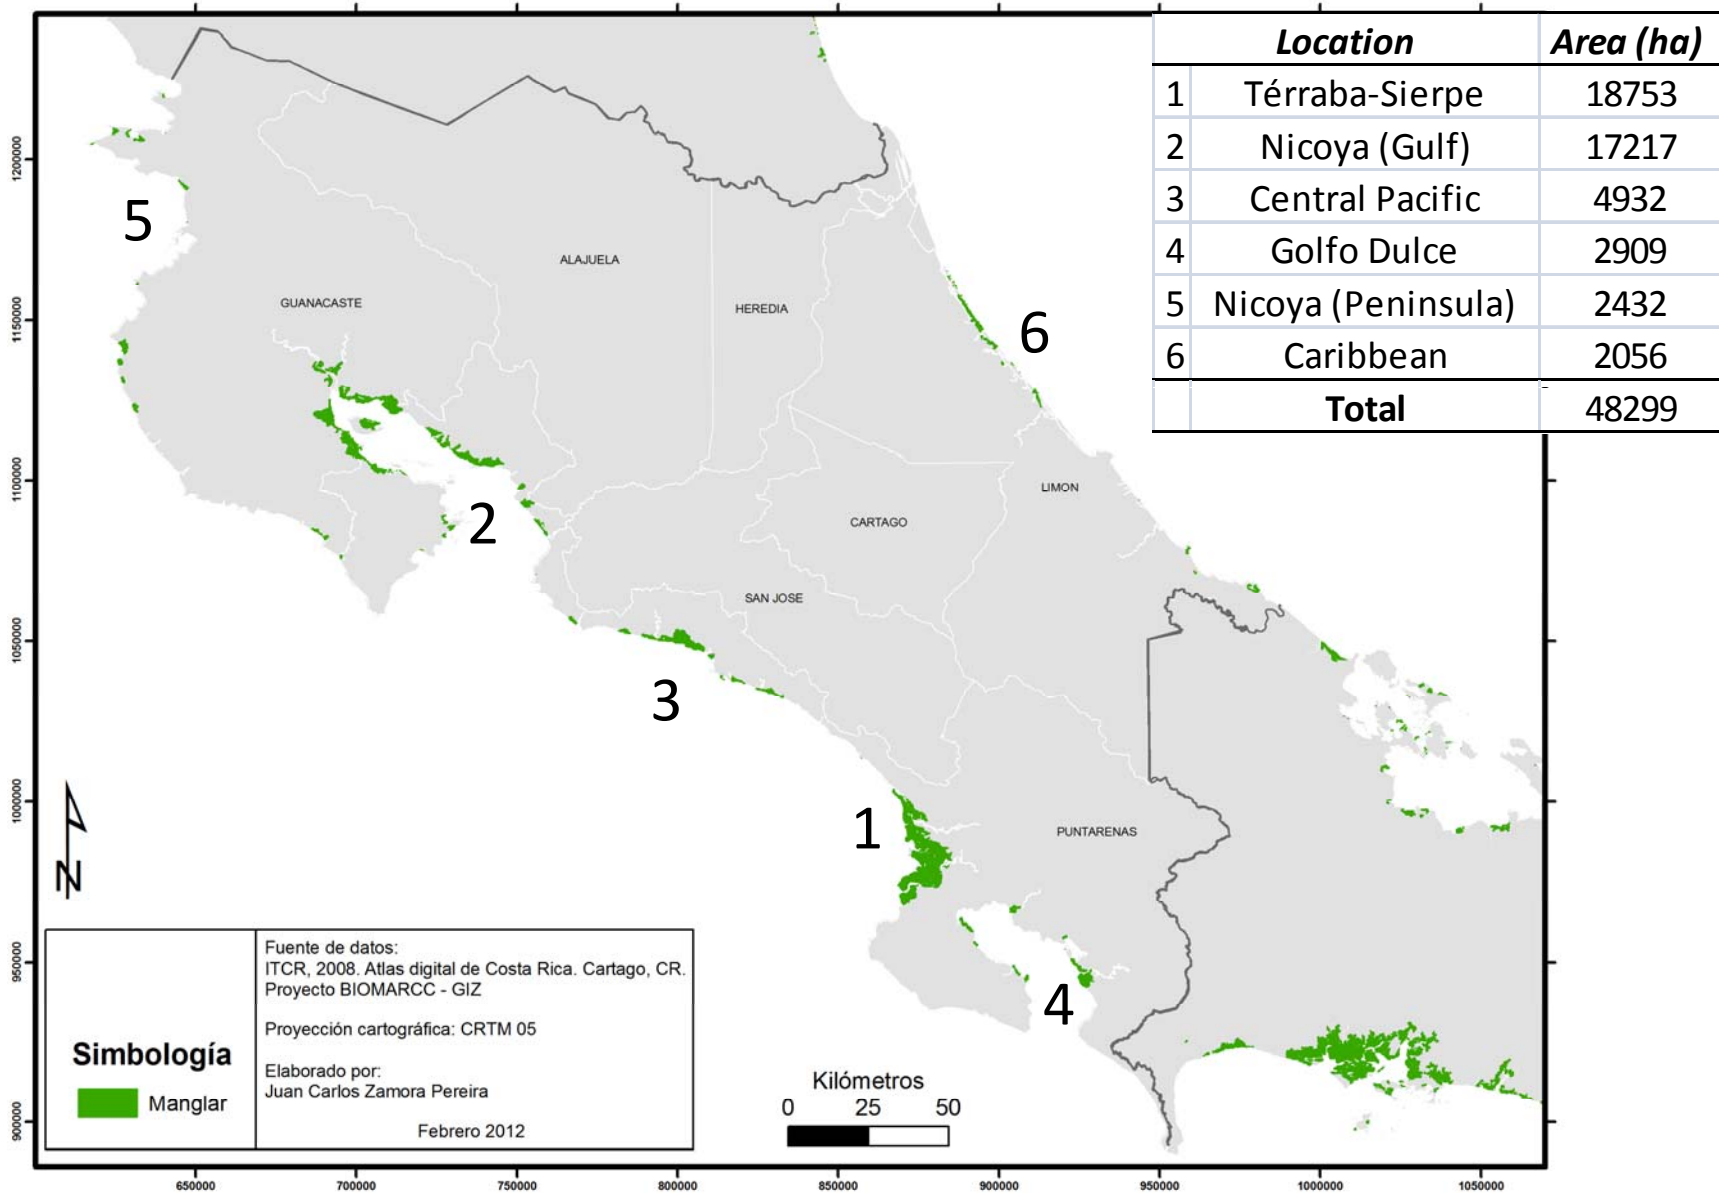 Location Area (ha)
1 Térraba-Sierpe 18753
2 Nicoya (Gulf) 17217
3 Central Pacific 4932
4 Golfo Dulce 2909
5 Nicoya (Peninsula) 2432
6 Caribbean 2056
Total 48299
1200000
1150000
1100000
1050000
1000000
950000
900000
5
ALAJUELA
GUANACASTE
HEREDIA
6
LIMON
2
CARTAGO
SAN JOSE
3
1
PUNTARENAS
4
N
Simbología
Manglar
Fuente de datos:
ITCR, 2008. Atlas digital de Costa Rica. Cartago, CR.
Proyecto BIOMARCC - GIZ
Proyección cartográfica: CRTM 05
Elaborado por:
Juan Carlos Zamora Pereira
Febrero 2012
Kilómetros
0 25 50
650000 700000 750000 800000 850000 900000 950000 1000000 1050000